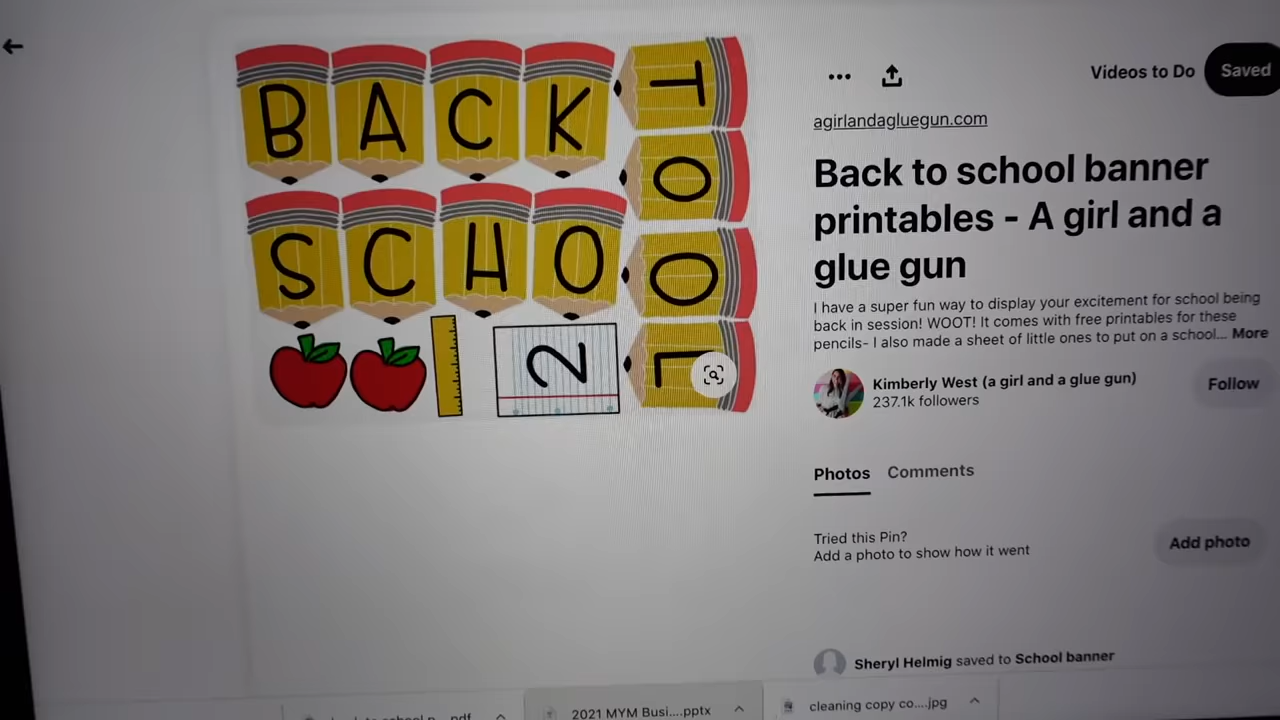 BACK
TOOL
SCHO
2
Videos to Do
Saved
agirlandagluegun.com
Back to school banner
printables - A girl and a
glue gun
I have a super fun way to display your excitement for school being
back in session! WOOT! It comes with free printables for these
pencils- I also made a sheet of little ones to put on a school... More
Kimberly West (a girl and a glue gun)
237.1k followers
Follow
Photos
Comments
Tried this Pin?
Add a photo to show how it went
Add photo
Sheryl Helmig saved to School banner
2021 MYM Busi....pptx
cleaning copy co....jpg